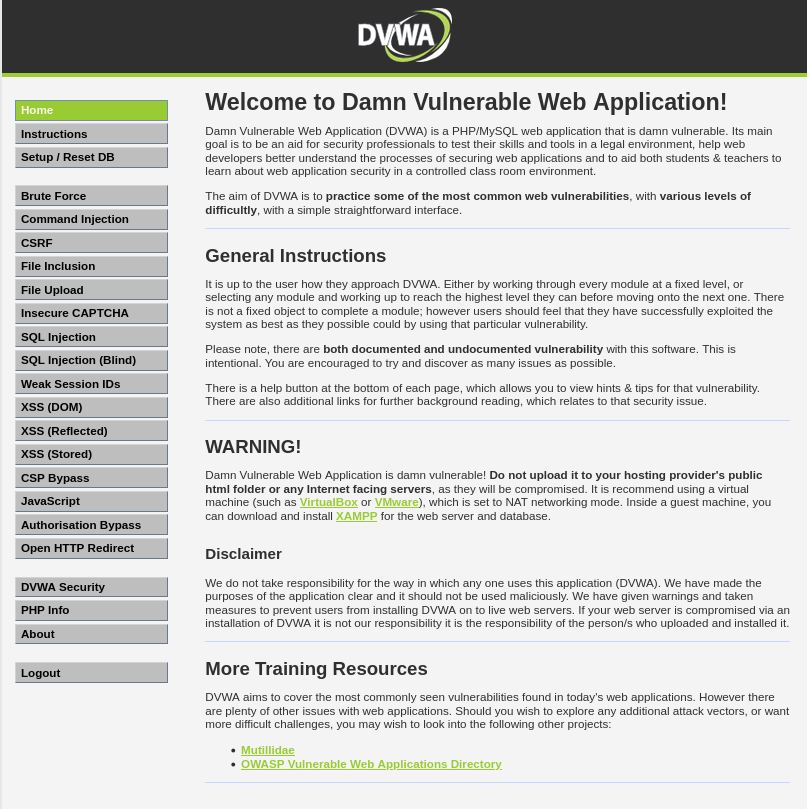 DVWA
Home
Instructions
Setup / Reset DB
Brute Force
Command Injection
CSRF
File Inclusion
File Upload
Insecure CAPTCHA
SQL Injection
SQL Injection (Blind)
Weak Session IDs
XSS (DOM)
XSS (Reflected)
XSS (Stored)
CSP Bypass
JavaScript
Authorisation Bypass
Open HTTP Redirect
DVWA Security
PHP Info
About
Logout
Welcome to Damn Vulnerable Web Application!
Damn Vulnerable Web Application (DVWA) is a PHP/MySQL web application that is damn vulnerable. Its main
goal is to be an aid for security professionals to test their skills and tools in a legal environment, help web
developers better understand the processes of securing web applications and to aid both students & teachers to
learn about web application security in a controlled class room environment.
The aim of DVWA is to practice some of the most common web vulnerabilities, with various levels of
difficultly, with a simple straightforward interface.
General Instructions
It is up to the user how they approach DVWA. Either by working through every module at a fixed level, or
selecting any module and working up to reach the highest level they can before moving onto the next one. There
is not a fixed object to complete a module; however users should feel that they have successfully exploited the
system as best as they possible could by using that particular vulnerability.
Please note, there are both documented and undocumented vulnerability with this software. This is
intentional. You are encouraged to try and discover as many issues as possible.
There is a help button at the bottom of each page, which allows you to view hints & tips for that vulnerability.
There are also additional links for further background reading, which relates to that security issue.
WARNING!
Damn Vulnerable Web Application is damn vulnerable! Do not upload it to your hosting provider's public
html folder or any Internet facing servers, as they will be compromised. It is recommend using a virtual
machine (such as VirtualBox or VMware), which is set to NAT networking mode. Inside a guest machine, you
can download and install XAMPP for the web server and database.
Disclaimer
We do not take responsibility for the way in which any one uses this application (DVWA). We have made the
purposes of the application clear and it should not be used maliciously. We have given warnings and taken
measures to prevent users from installing DVWA on to live web servers. If your web server is compromised via an
installation of DVWA it is not our responsibility it is the responsibility of the person/s who uploaded and installed it.
More Training Resources
DVWA aims to cover the most commonly seen vulnerabilities found in today's web applications. However there
are plenty of other issues with web applications. Should you wish to explore any additional attack vectors, or want
more difficult challenges, you may wish to look into the following other projects:
• Mutillidae
• OWASP Vulnerable Web Applications Directory